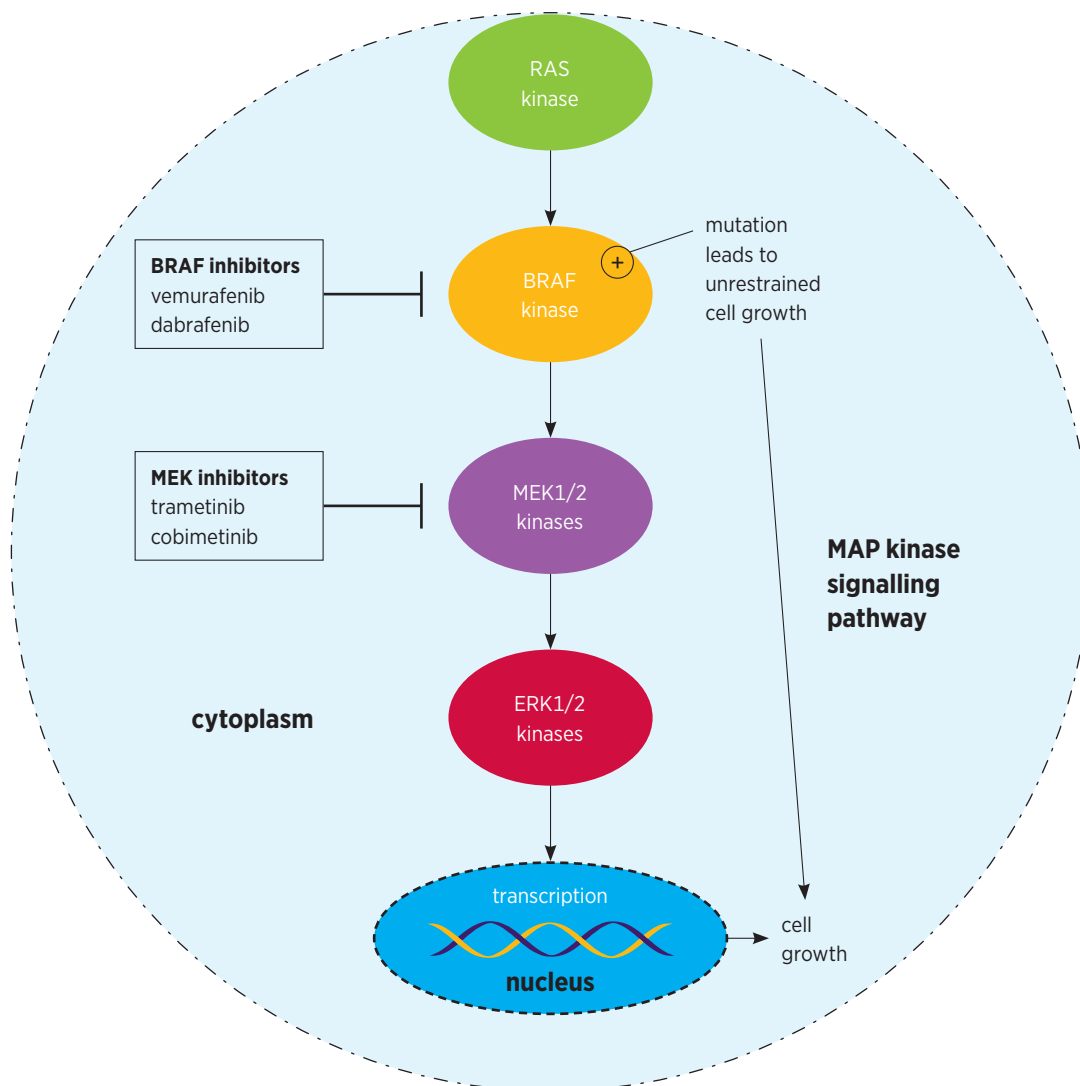 RAS
kinase
BRAF inhibitors
vemurafenib
dabrafenib
BRAF
kinase
+
mutation
leads to
unrestrained
cell growth
MEK inhibitors
trametinib
cobimetinib
MEK1/2
kinases
MAP kinase
signalling
pathway
ERK1/2
kinases
cytoplasm
transcription
nucleus
cell
growth